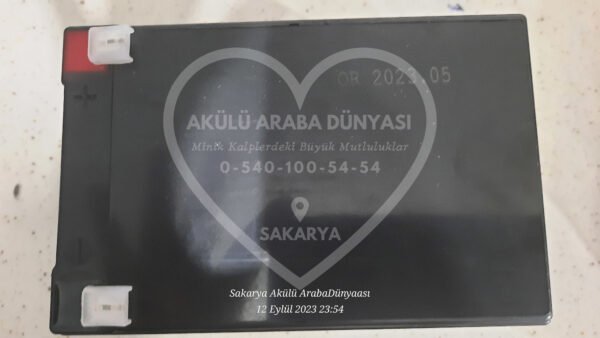 OR 2023.05
+
AKÜLÜ ARABA DÜNYASI
Minik Kalplerdeki Büyük Mutluluklar
0-540-100-54-54
SAKARYA
-
Sakarya Akülü ArabaDünyaası
12 Eylül 2023 23:54